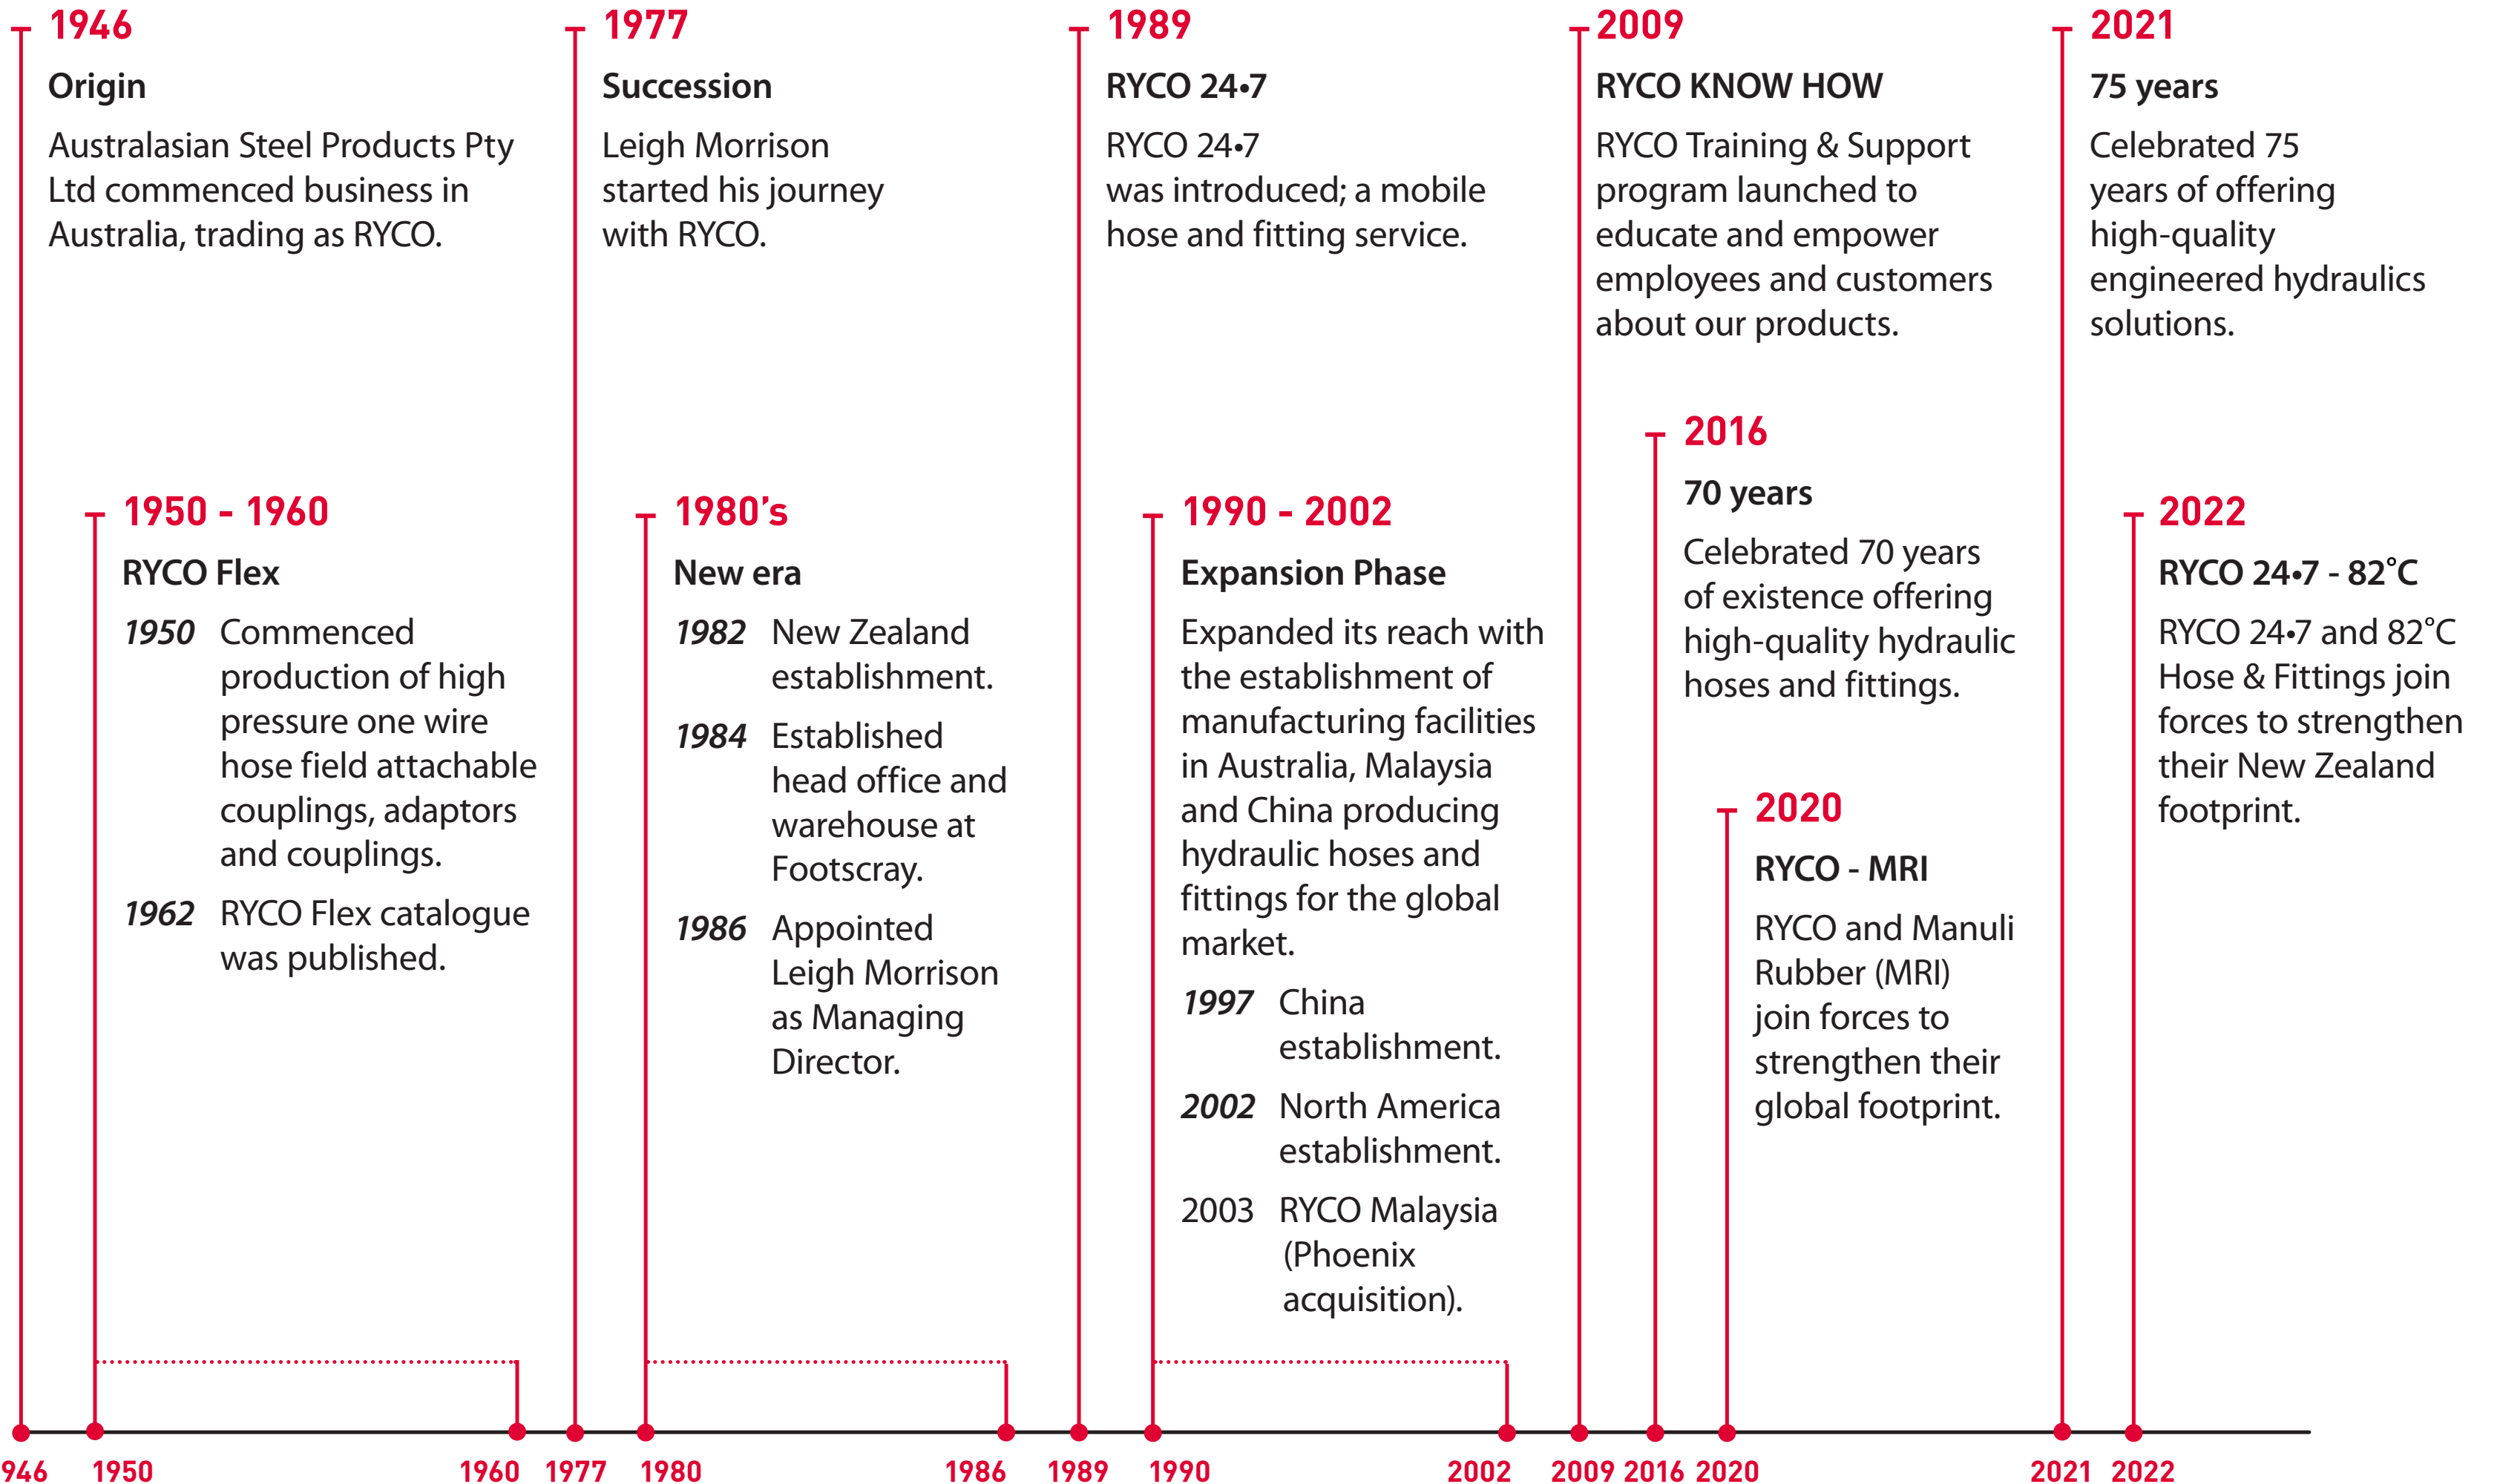 1946
Origin
Australasian Steel Products Pty
Ltd commenced business in
Australia, trading as RYCO.
1950 - 1960
RYCO Flex
1950 Commenced
production of high
pressure one wire
hose field attachable
couplings, adaptors
and couplings.
1962 RYCO Flex catalogue
was published.
1977
Succession
Leigh Morrison
started his journey
with RYCO.
1980’s
New era
1982 New Zealand
establishment.
1984 Established
head office and
warehouse at
Footscray.
1986 Appointed
Leigh Morrison
as Managing
Director.
1989
RYCO 24•7
RYCO 24•7
was introduced; a mobile
hose and fitting service.
1990 - 2002
Expansion Phase
Expanded its reach with
the establishment of
manufacturing facilities
in Australia, Malaysia
and China producing
hydraulic hoses and
fittings for the global
market.
1997 China
establishment.
2002 North America
establishment.
2003 RYCO Malaysia
(Phoenix
acquisition).
2009
RYCO KNOW HOW
RYCO Training & Support
program launched to
educate and empower
employees and customers
about our products.
2016
70 years
Celebrated 70 years
of existence offering
high-quality hydraulic
hoses and fittings.
2020
RYCO - MRI
RYCO and Manuli
Rubber (MRI)
join forces to
strengthen their
global footprint.
2021
75 years
Celebrated 75
years of offering
high-quality
engineered hydraulics
solutions.
2022
RYCO 24•7 - 82°C
RYCO 24•7 and 82°C
Hose & Fittings join
forces to strengthen
their New Zealand
footprint.
946 1950 1960 1977 1980 1986 1989 1990 2002 2009 2016 2020 2021 2022